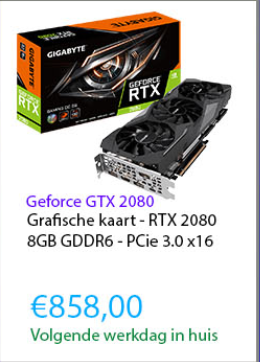 GIGABYTE
GEFORCE
RTX
2080
Geforce GTX 2080
Grafische kaart - RTX 2080
8GB GDDR6 - PCie 3.0 x16
€858,00
Volgende werkdag in huis